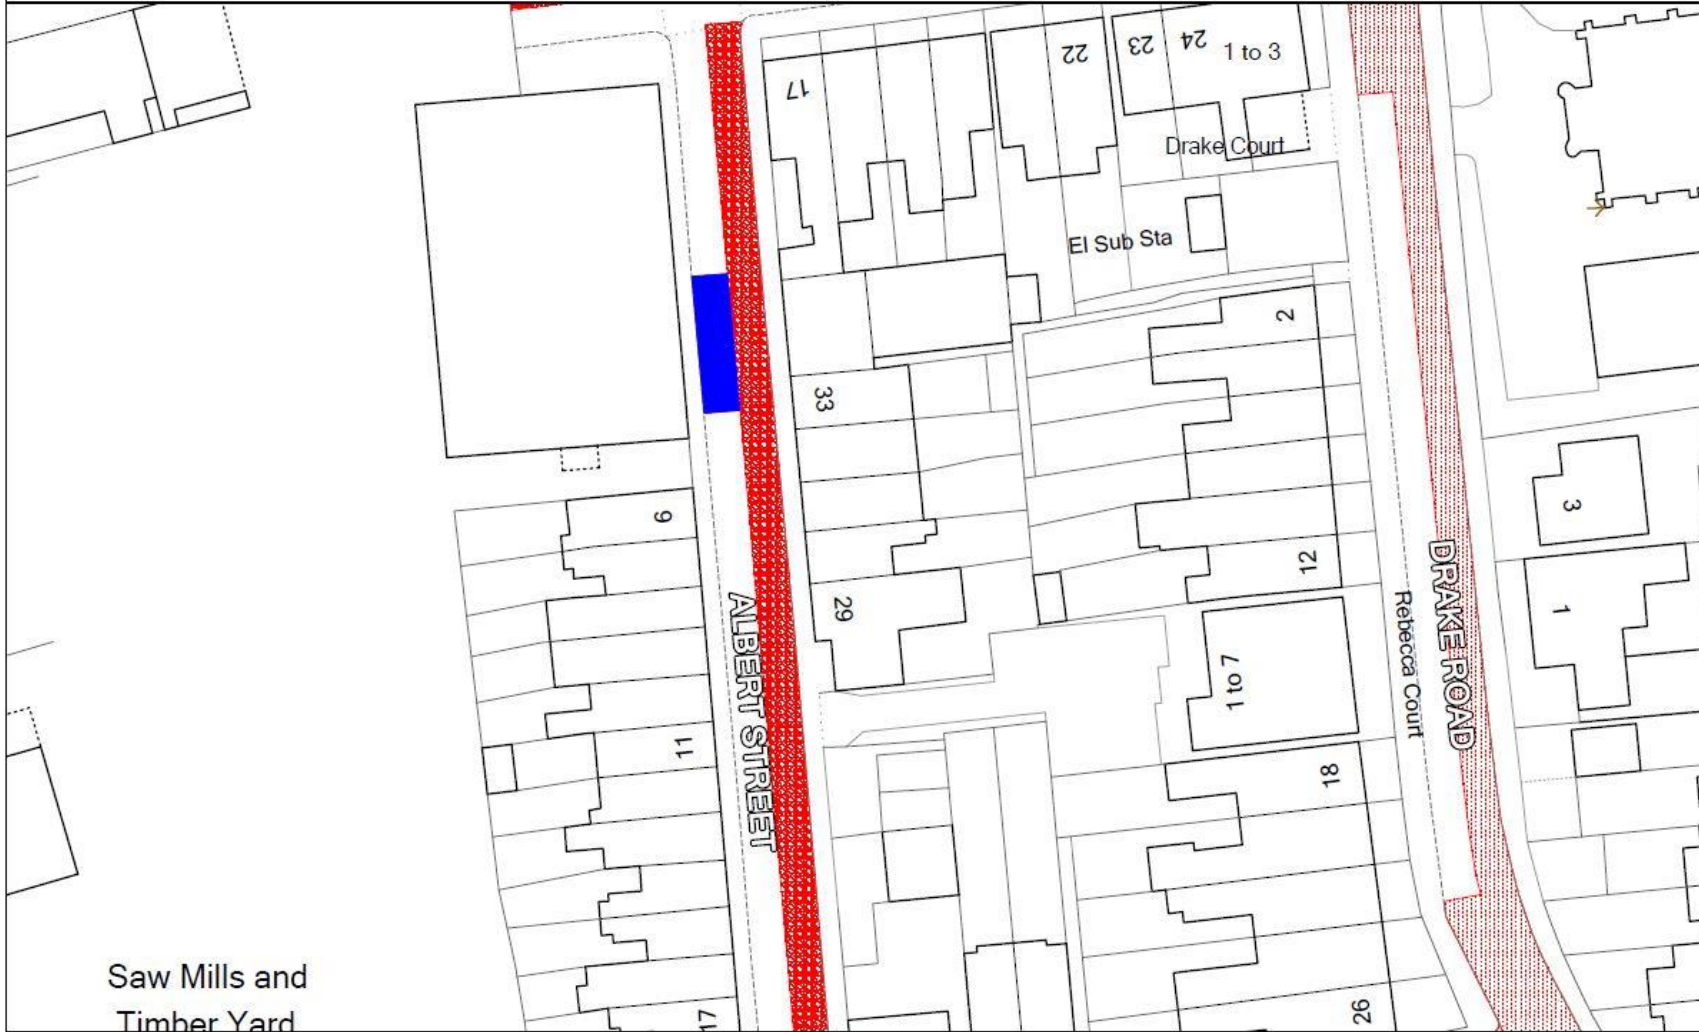 17
22
23
24
1 to 3
Drake Court
El Sub Sta
2
33
6
3
12
29
1
ALBERT STREET
DRAKE ROAD
Rebecca Court
1 to 7
11
18
Saw Mills and
Timber Yard
17
26